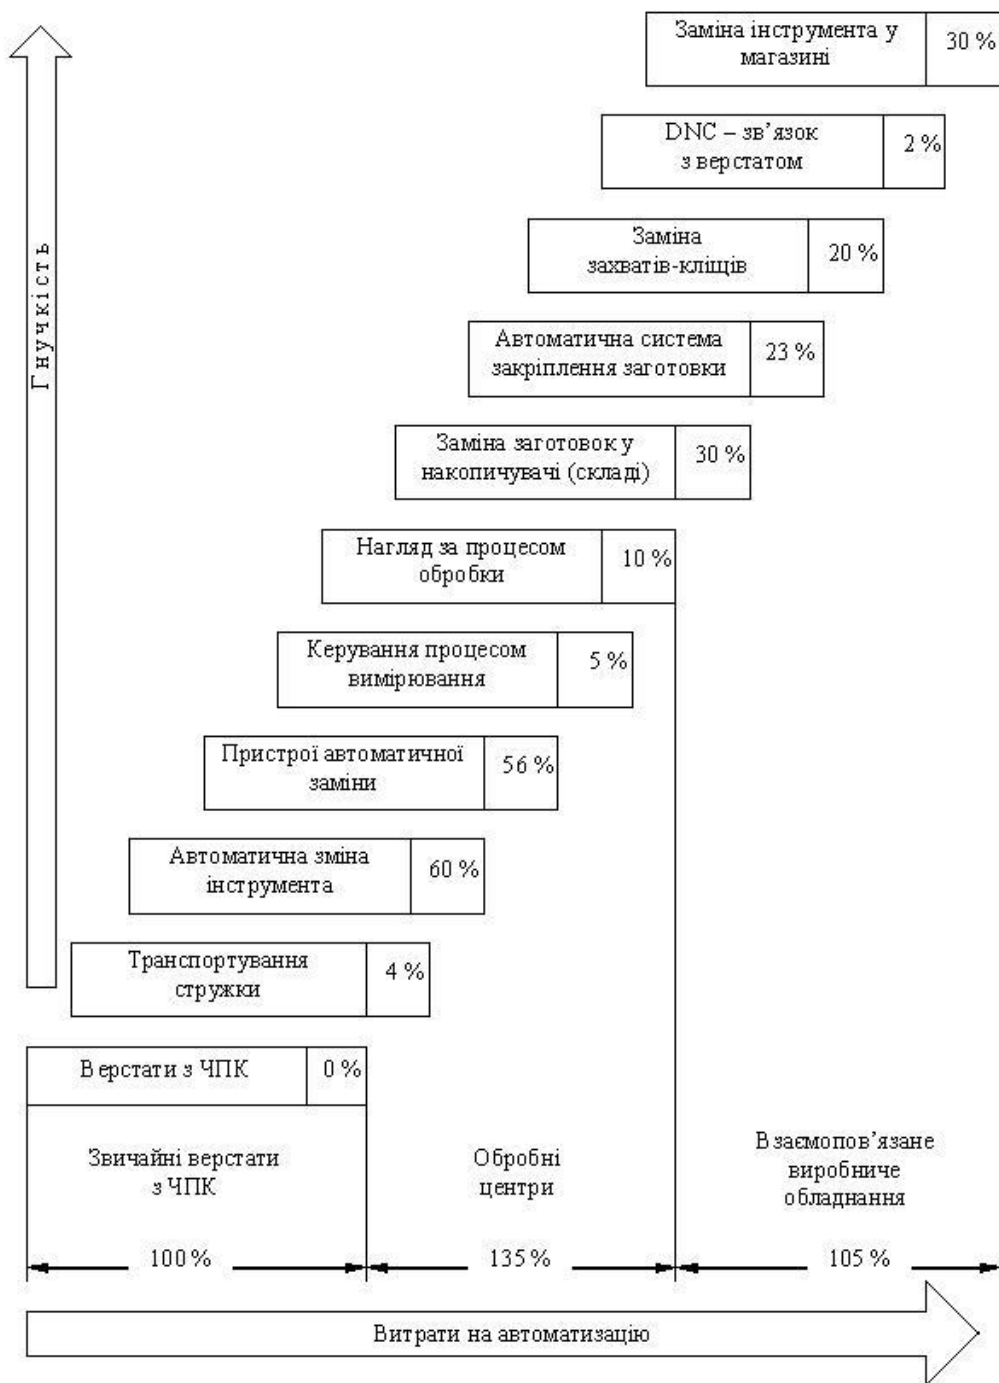 Заміна інструмента у
магазині
30 %
DNC – зв’язок
з верстатом
2 %
Заміна
захватів-кліщів
20 %
Автоматична система
закріплення заготовки
23 %
Заміна заготовок у
накопичувачі (складі)
30 %
Нагляд за процесом
обробки
10 %
Керування процесом
вимірювання
5 %
Пристрої автоматичної
заміни
56 %
Автоматична зміна
інструмента
60 %
Транспортування
стружки
4 %
Верстати з ЧПК
0 %
Гнучкість
Звичайні верстати
з ЧПК
Обробні
центри
Взаємопов’язане
виробниче
обладнання
100 %
135 %
105 %
Витрати на автоматизацію